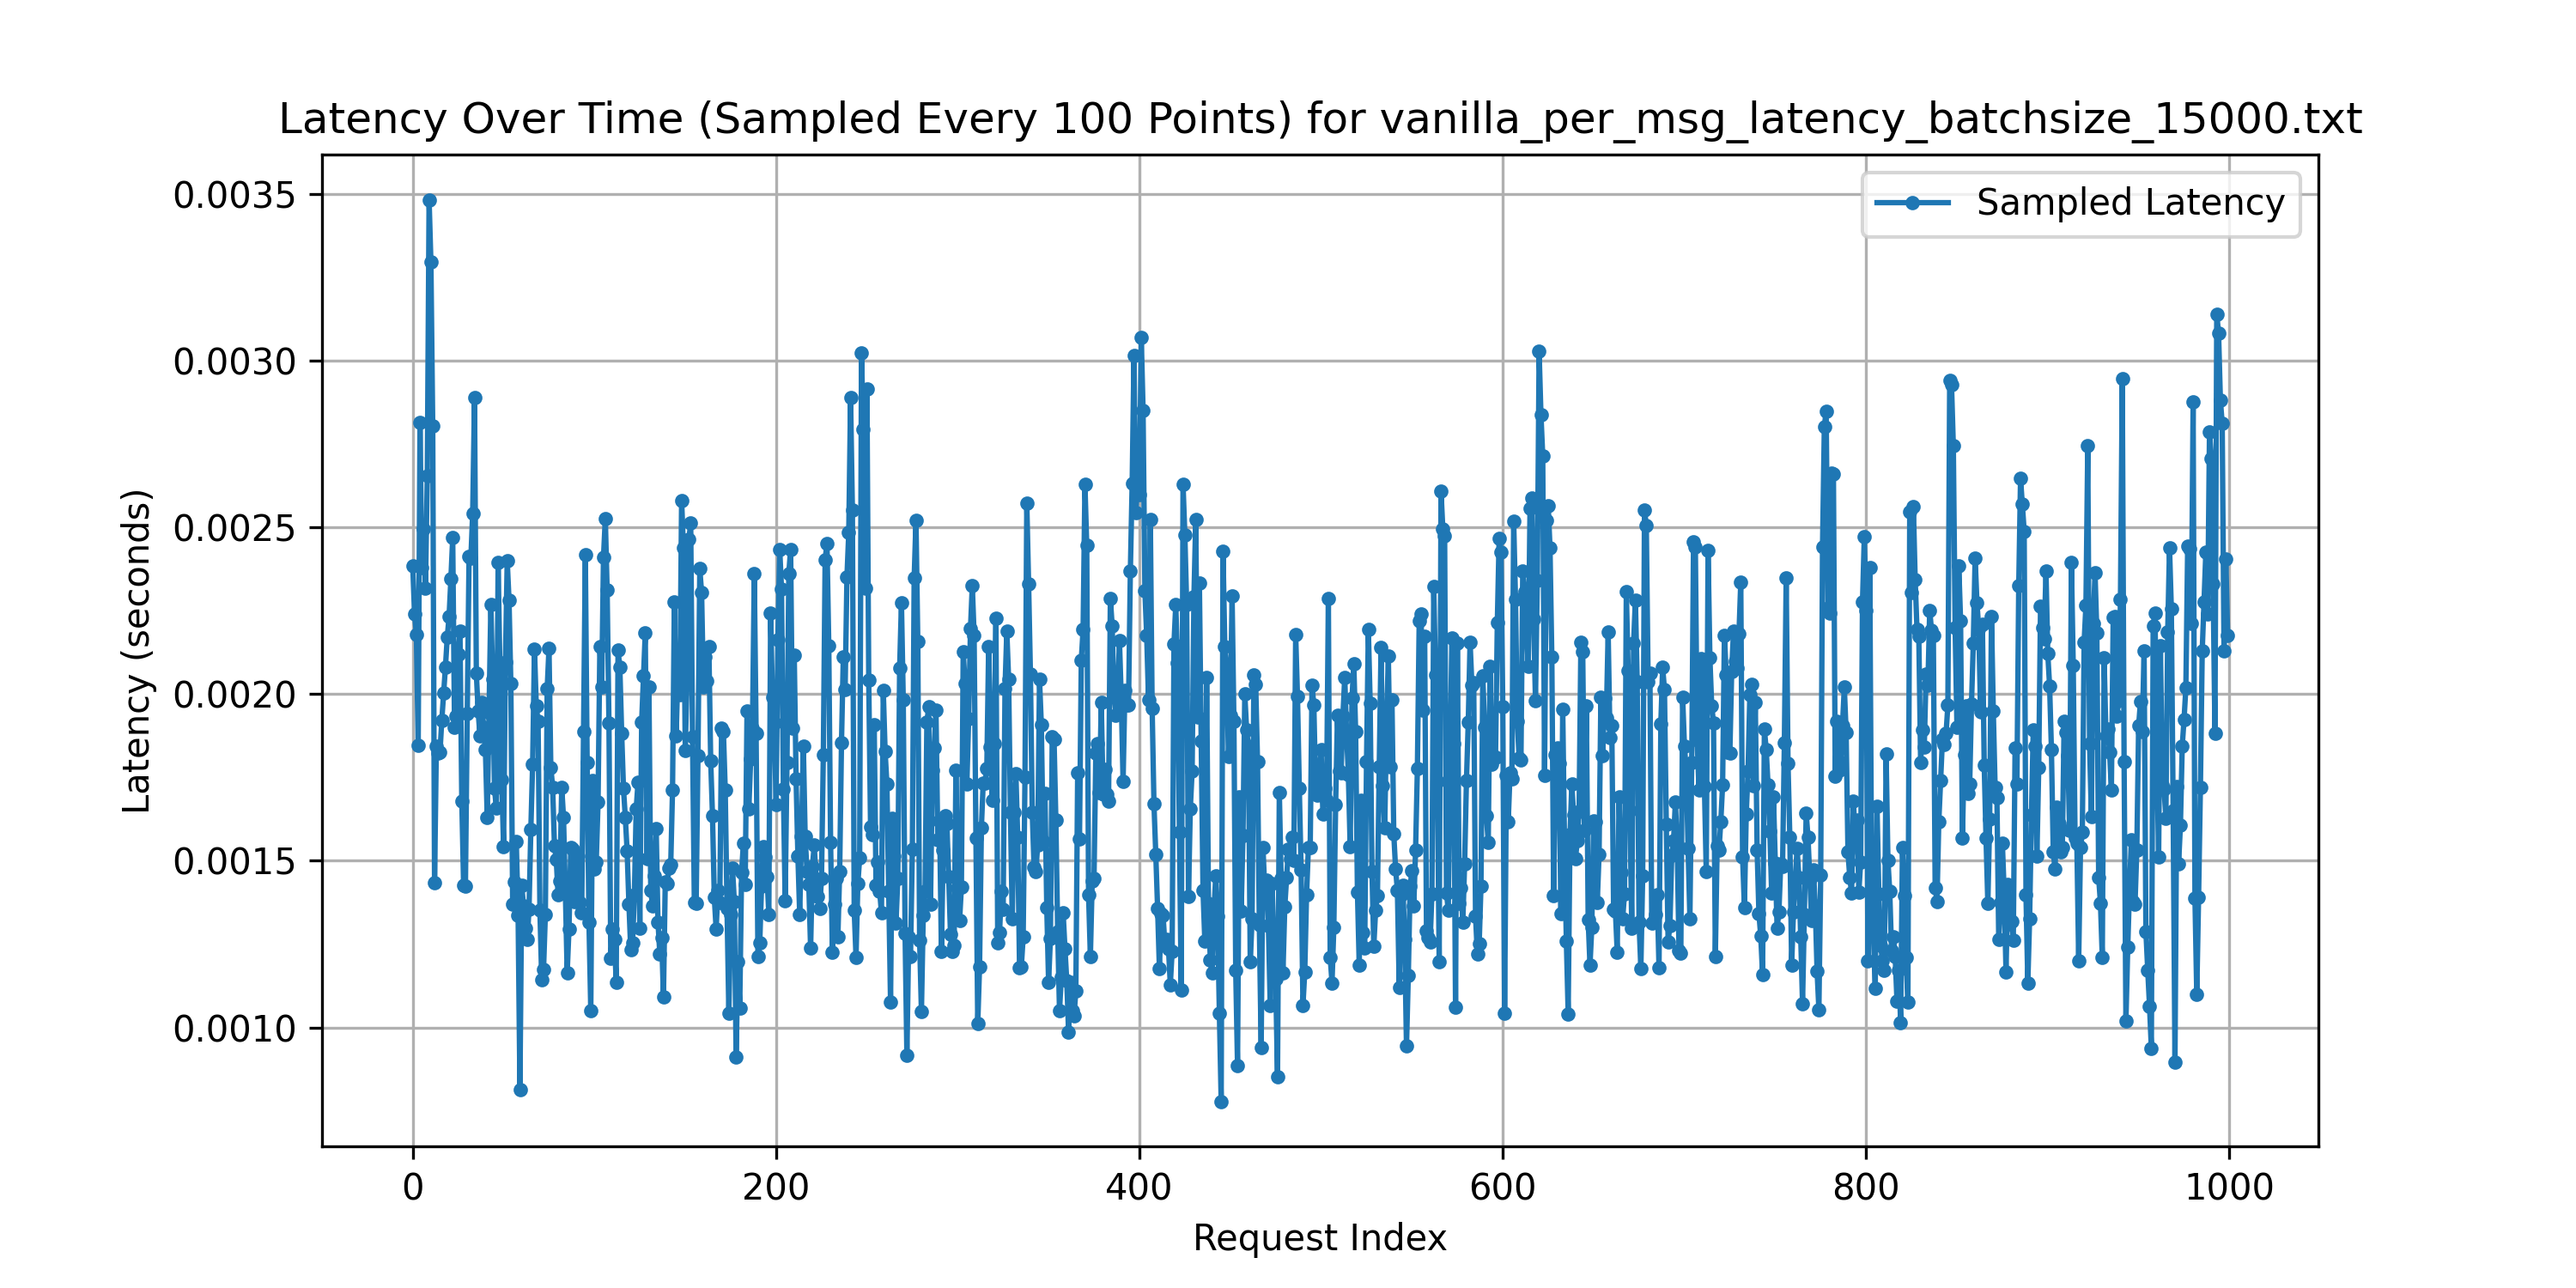 Latency Over Time (Sampled Every 100 Points) for vanilla_per_msg_latency_batchsize_15000.txt
Sampled Latency
Latency (seconds)
0.0035
0.0030
0.0025
0.0020
0.0015
0.0010
0 200 400 600 800 1000
Request Index